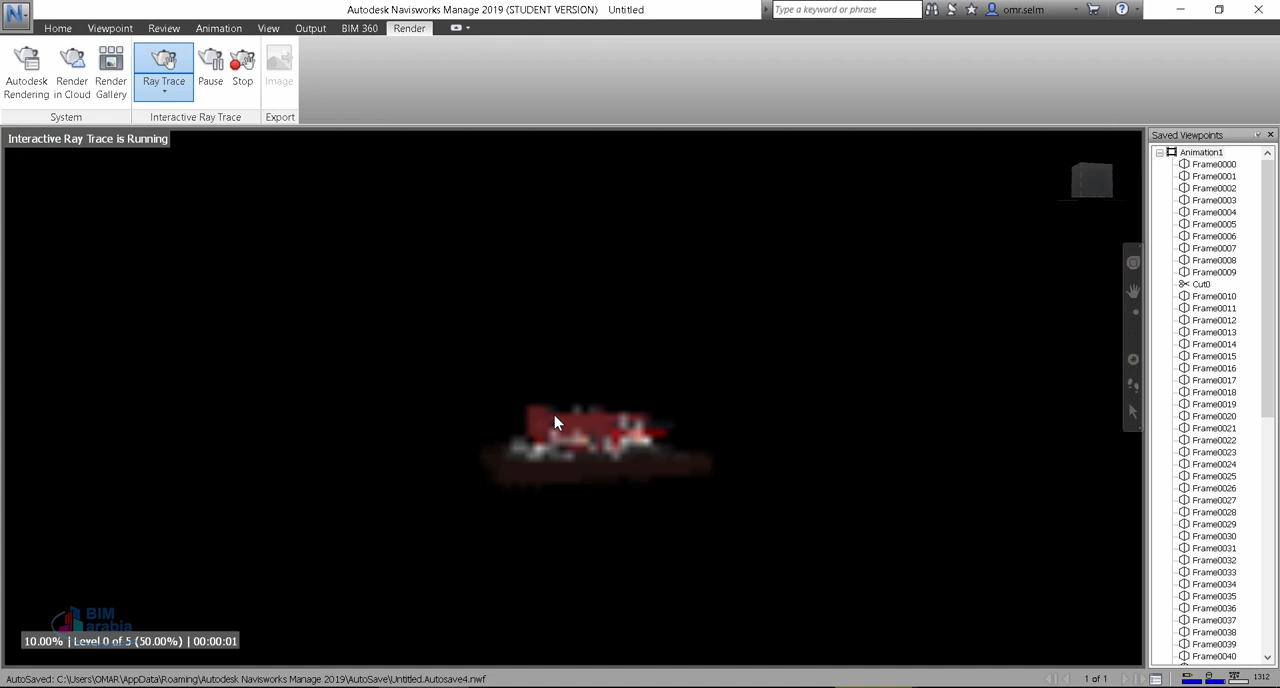 Autodesk Navisworks Manage 2019 (STUDENT VERSION) Untitled
Type a keyword or phrase
omr.selm
Home Viewpoint Review Animation View Output BIM 360 Render
Autodesk Rendering
Render in Cloud
Render Gallery
Ray Trace
Pause
Stop
Image
System
Interactive Ray Trace
Export
Interactive Ray Trace is Running
Saved Viewpoints
Animation1
Frame0000
Frame0001
Frame0002
Frame0003
Frame0004
Frame0005
Frame0006
Frame0007
Frame0008
Frame0009
Cut0
Frame0010
Frame0011
Frame0012
Frame0013
Frame0014
Frame0015
Frame0016
Frame0017
Frame0018
Frame0019
Frame0020
Frame0021
Frame0022
Frame0023
Frame0024
Frame0025
Frame0026
Frame0027
Frame0028
Frame0029
Frame0030
Frame0031
Frame0032
Frame0033
Frame0034
Frame0035
Frame0036
Frame0037
Frame0038
Frame0039
Frame0040
BIM
arabia
10.00% | Level 0 of 5 (50.00%) | 00:00:01
AutoSaved: C:\Users\OMAR\AppData\Roaming\Autodesk Navisworks Manage 2019\AutoSave\Untitled.Autosave4.nwf
1 of 1
1312